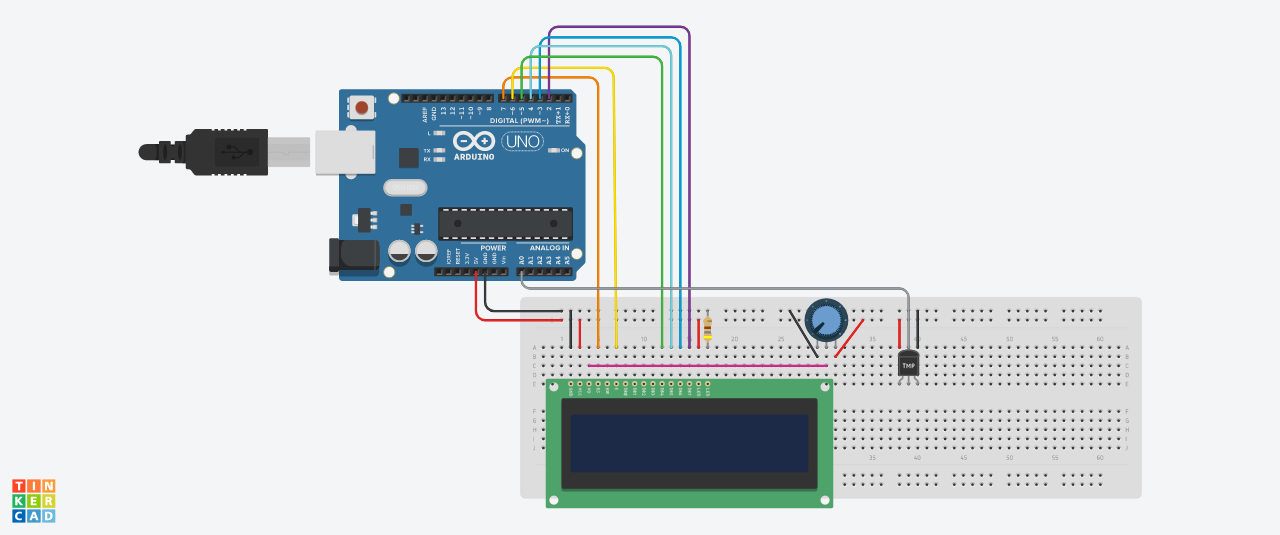 AREF
GND
13
12
~11
~10
~9
8
7
~6
~5
4
~3
2
TX→1
RX←0
DIGITAL (PWM~)
L
TX
RX
ARDUINO
UNO
ON
POWER
ANALOG IN
IOREF
RESET
3.3V
5V
GND
GND
Vin
A0
A1
A2
A3
A4
A5
10
20
25
35
40
45
50
55
60
A
B
C
D
E
A
B
C
D
E
TMP
F
G
H
I
J
F
G
H
I
J
35
40
45
50
55
60
TIN
KER
CAD